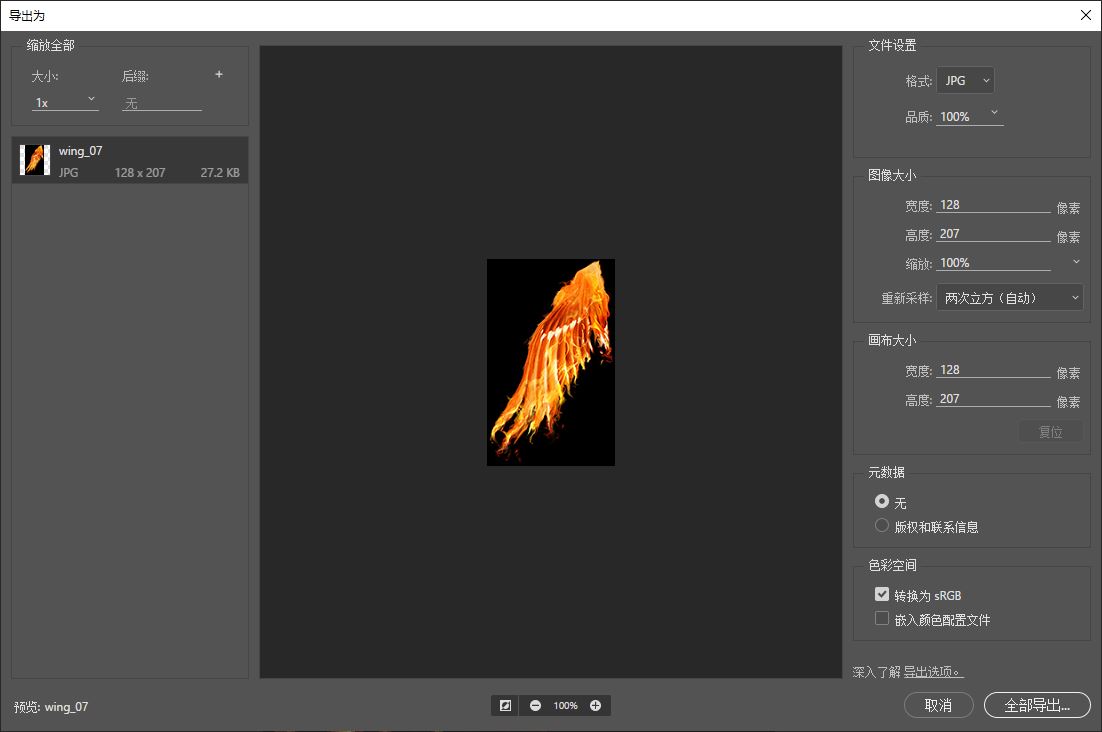 导出为
缩放全部
大小: 后缀: +
1x 无
wing_07
JPG 128 x 207 27.2 KB
文件设置
格式: JPG
品质: 100%
图像大小
宽度: 128 像素
高度: 207 像素
缩放: 100%
重新采样: 两次立方（自动）
画布大小
宽度: 128 像素
高度: 207 像素
复位
元数据
无
版权和联系信息
色彩空间
转换为 sRGB
嵌入颜色配置文件
深入了解 导出选项。
预览: wing_07
100%
取消 全部导出...